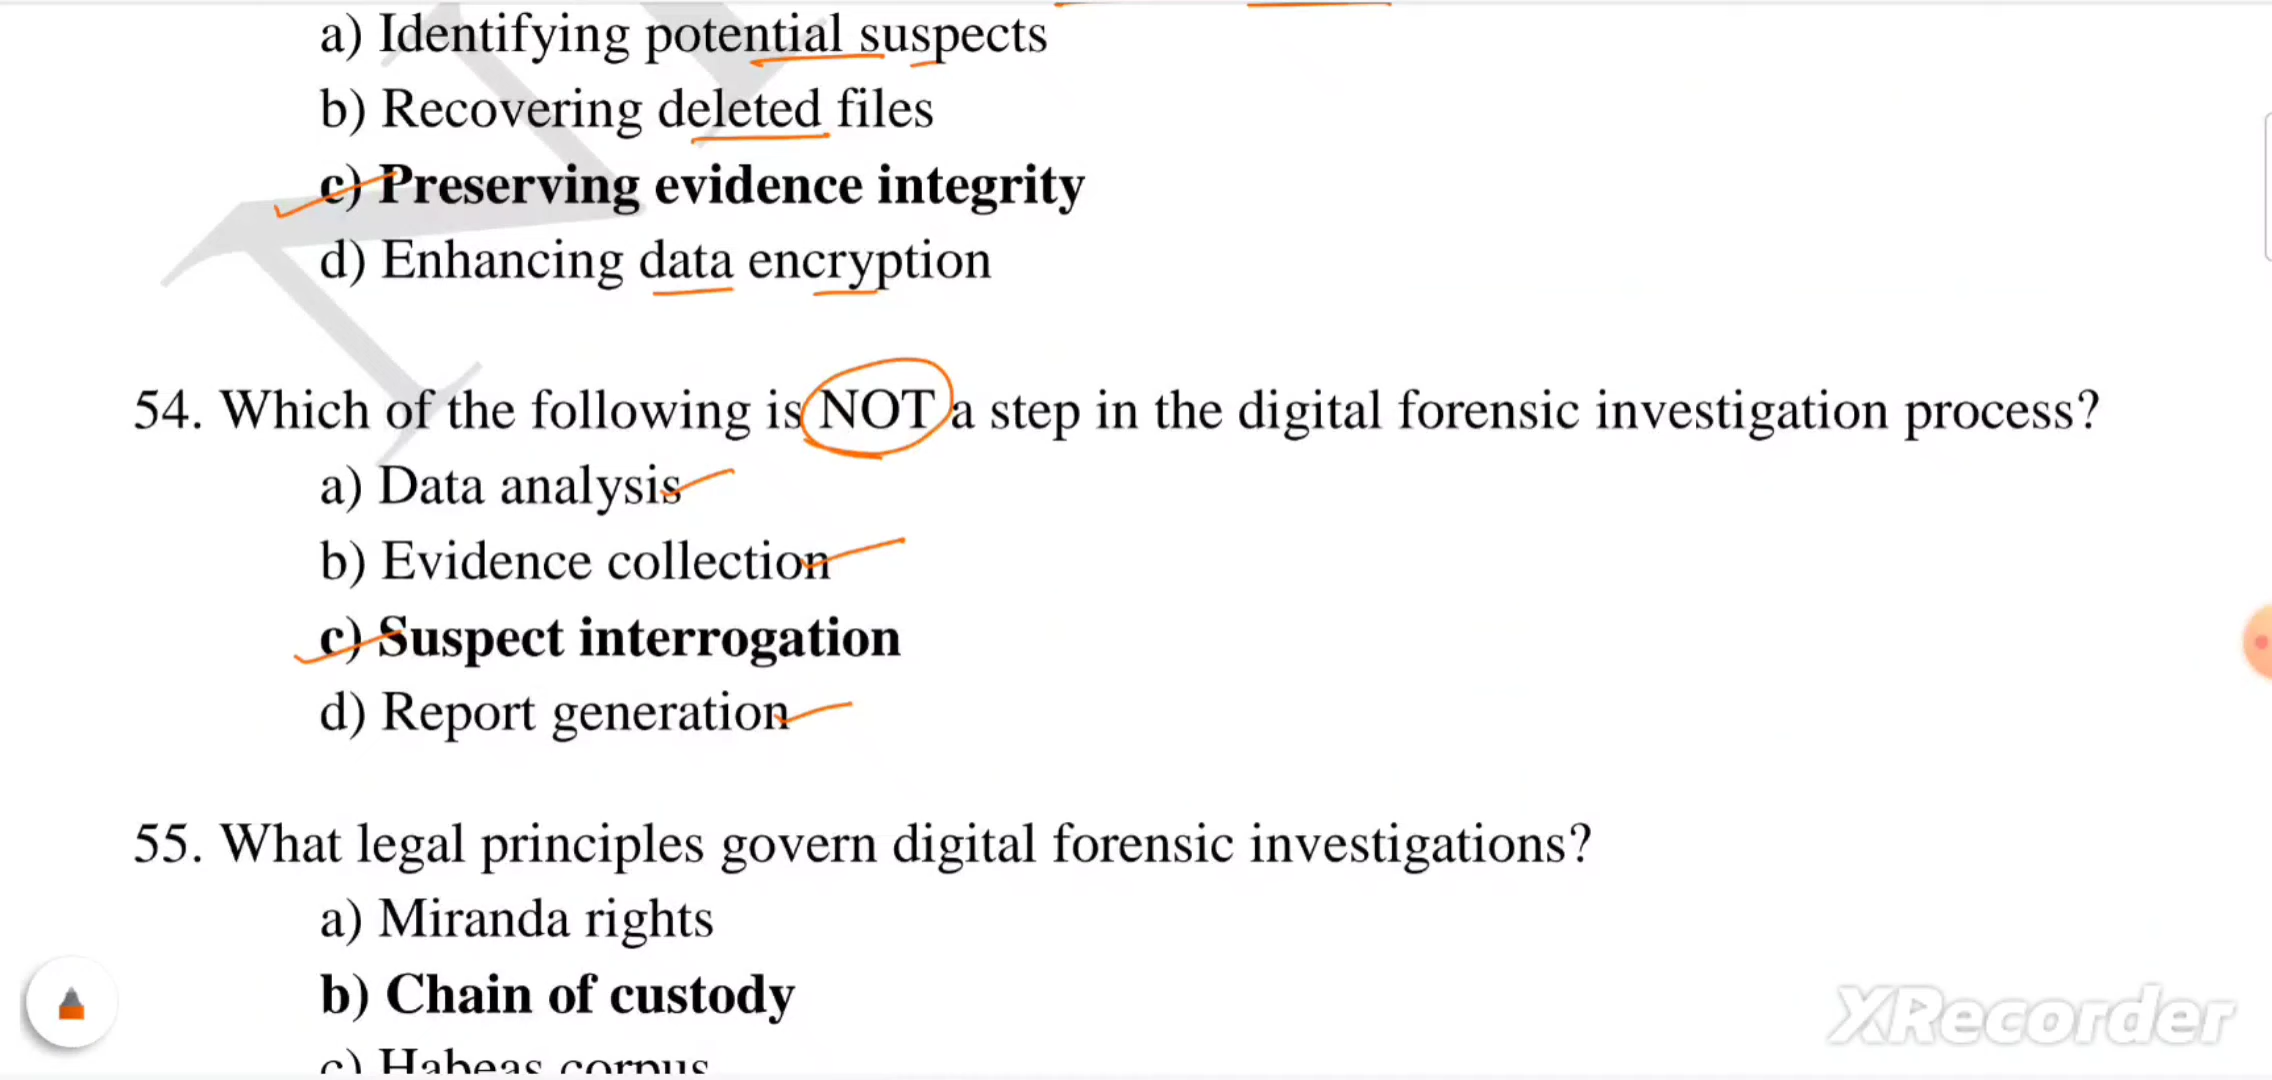 a) Identifying potential suspects
b) Recovering deleted files
c) Preserving evidence integrity
d) Enhancing data encryption
54. Which of the following is NOT a step in the digital forensic investigation process?
a) Data analysis
b) Evidence collection
c) Suspect interrogation
d) Report generation
55. What legal principles govern digital forensic investigations?
a) Miranda rights
b) Chain of custody
c) Habeas corpus
XRecorder